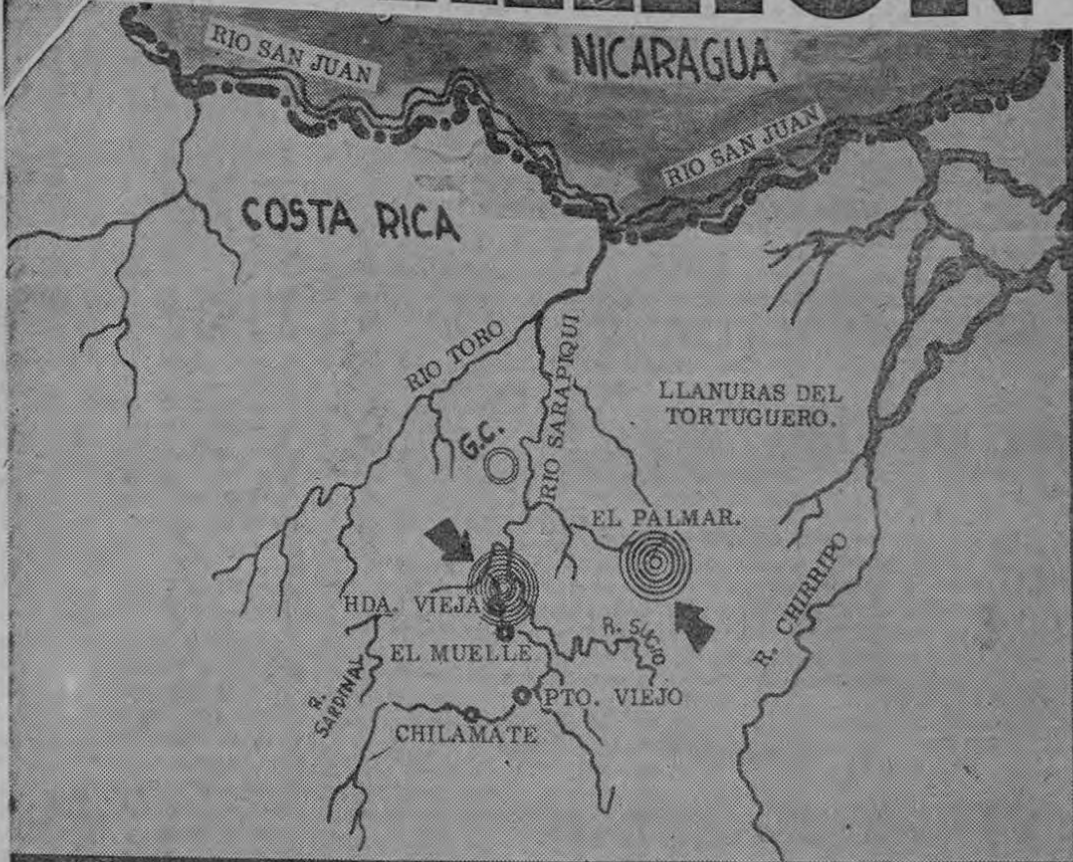 RIO SAN JUAN
NICARAGUA
RIO SAN JUAN
COSTA RICA
RIO TORO
RIO SARAPIQUI
LLANURAS DEL
TORTUGUERO.
G.C.
EL PALMAR.
HDA. VIEJA
R. SUCIO
R. CHIRRIPO
EL MUELLE
R.
SARDINAL
PTO. VIEJO
CHILAMATE